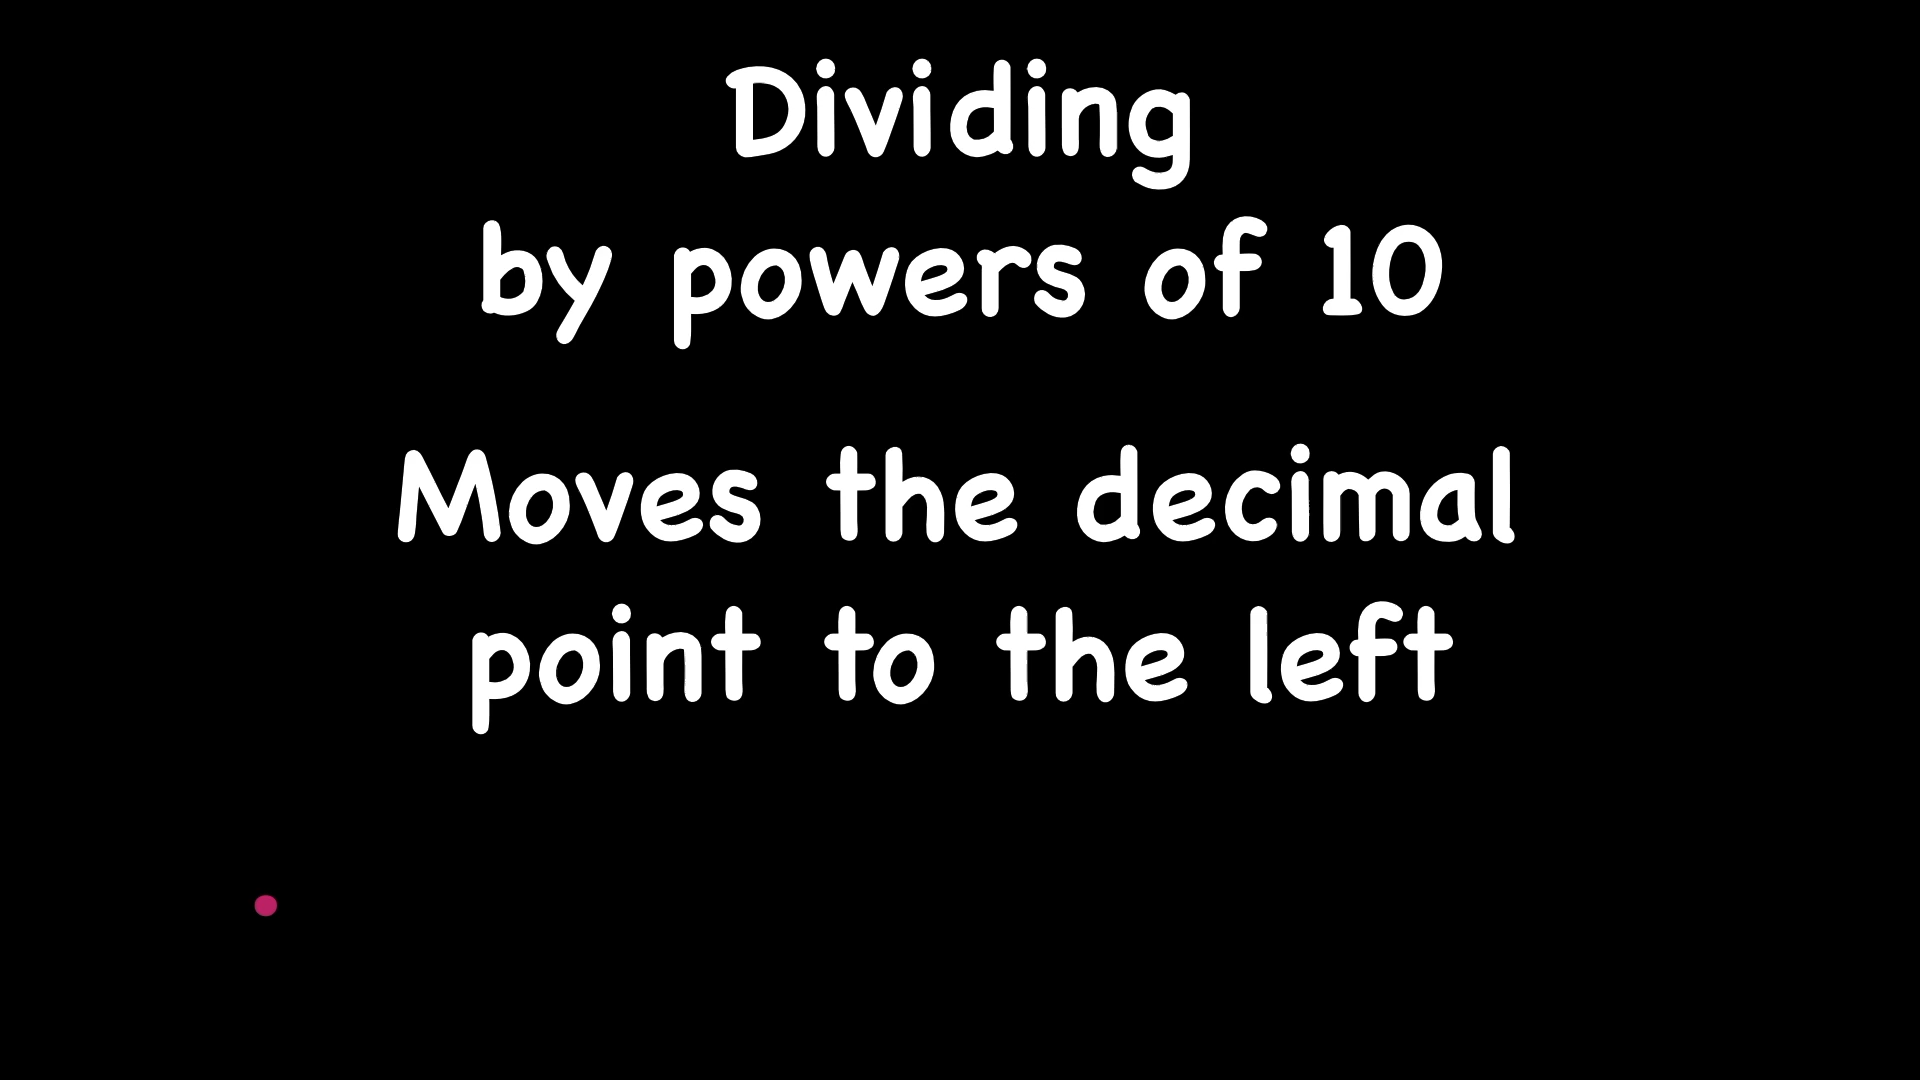 Dividing
by powers of 10
Moves the decimal
point to the left